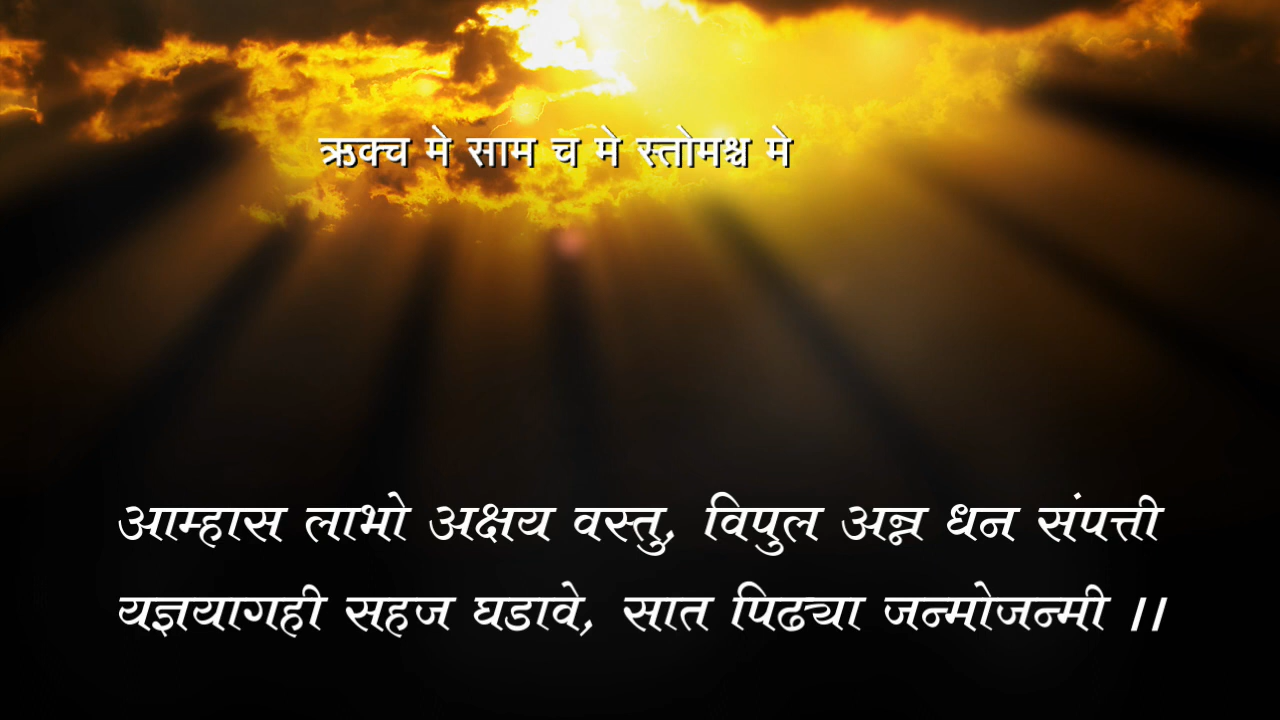 ऋक्च मे साम च मे स्तोमश्च मे
आम्हास लाभो अक्षय वस्तु, विपुल अन्न धन संपत्ती
यज्ञयागही सहज घडावे, सात पिढ्या जन्मोजन्मी ।।